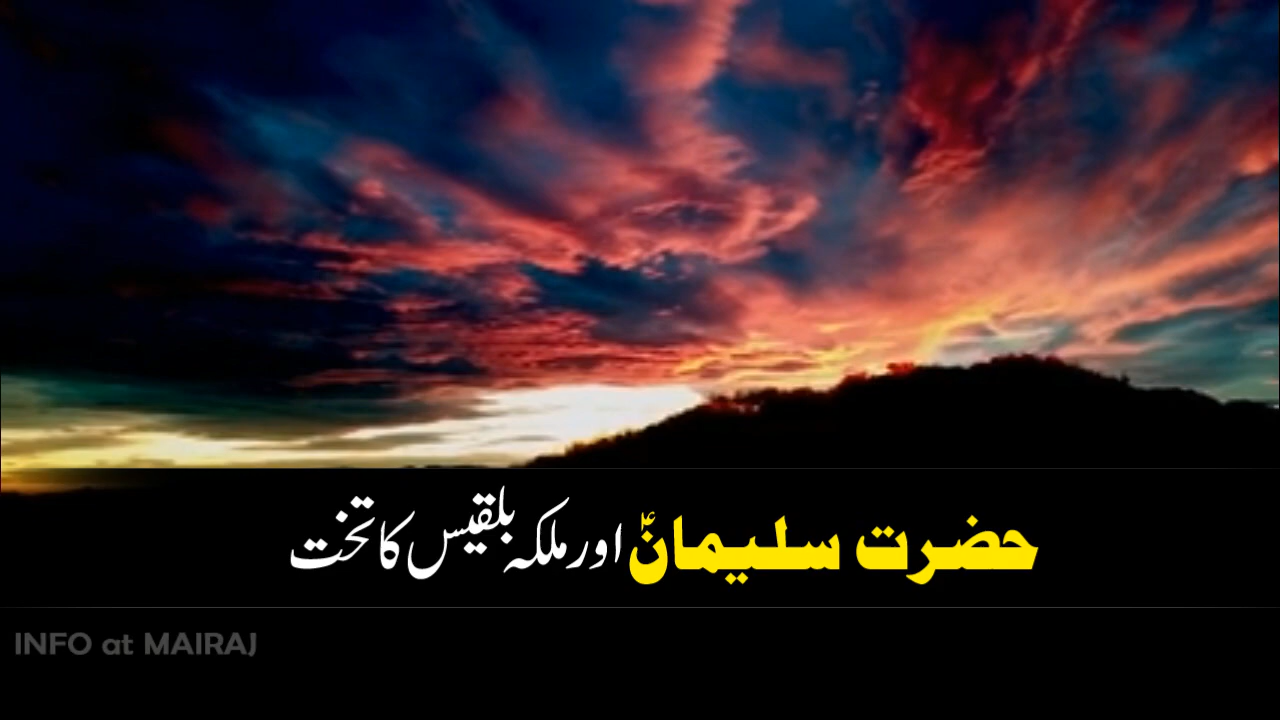 حضرت سلیمانؑ اور ملکہ بلقیس کا تخت
INFO at MAIRAJ